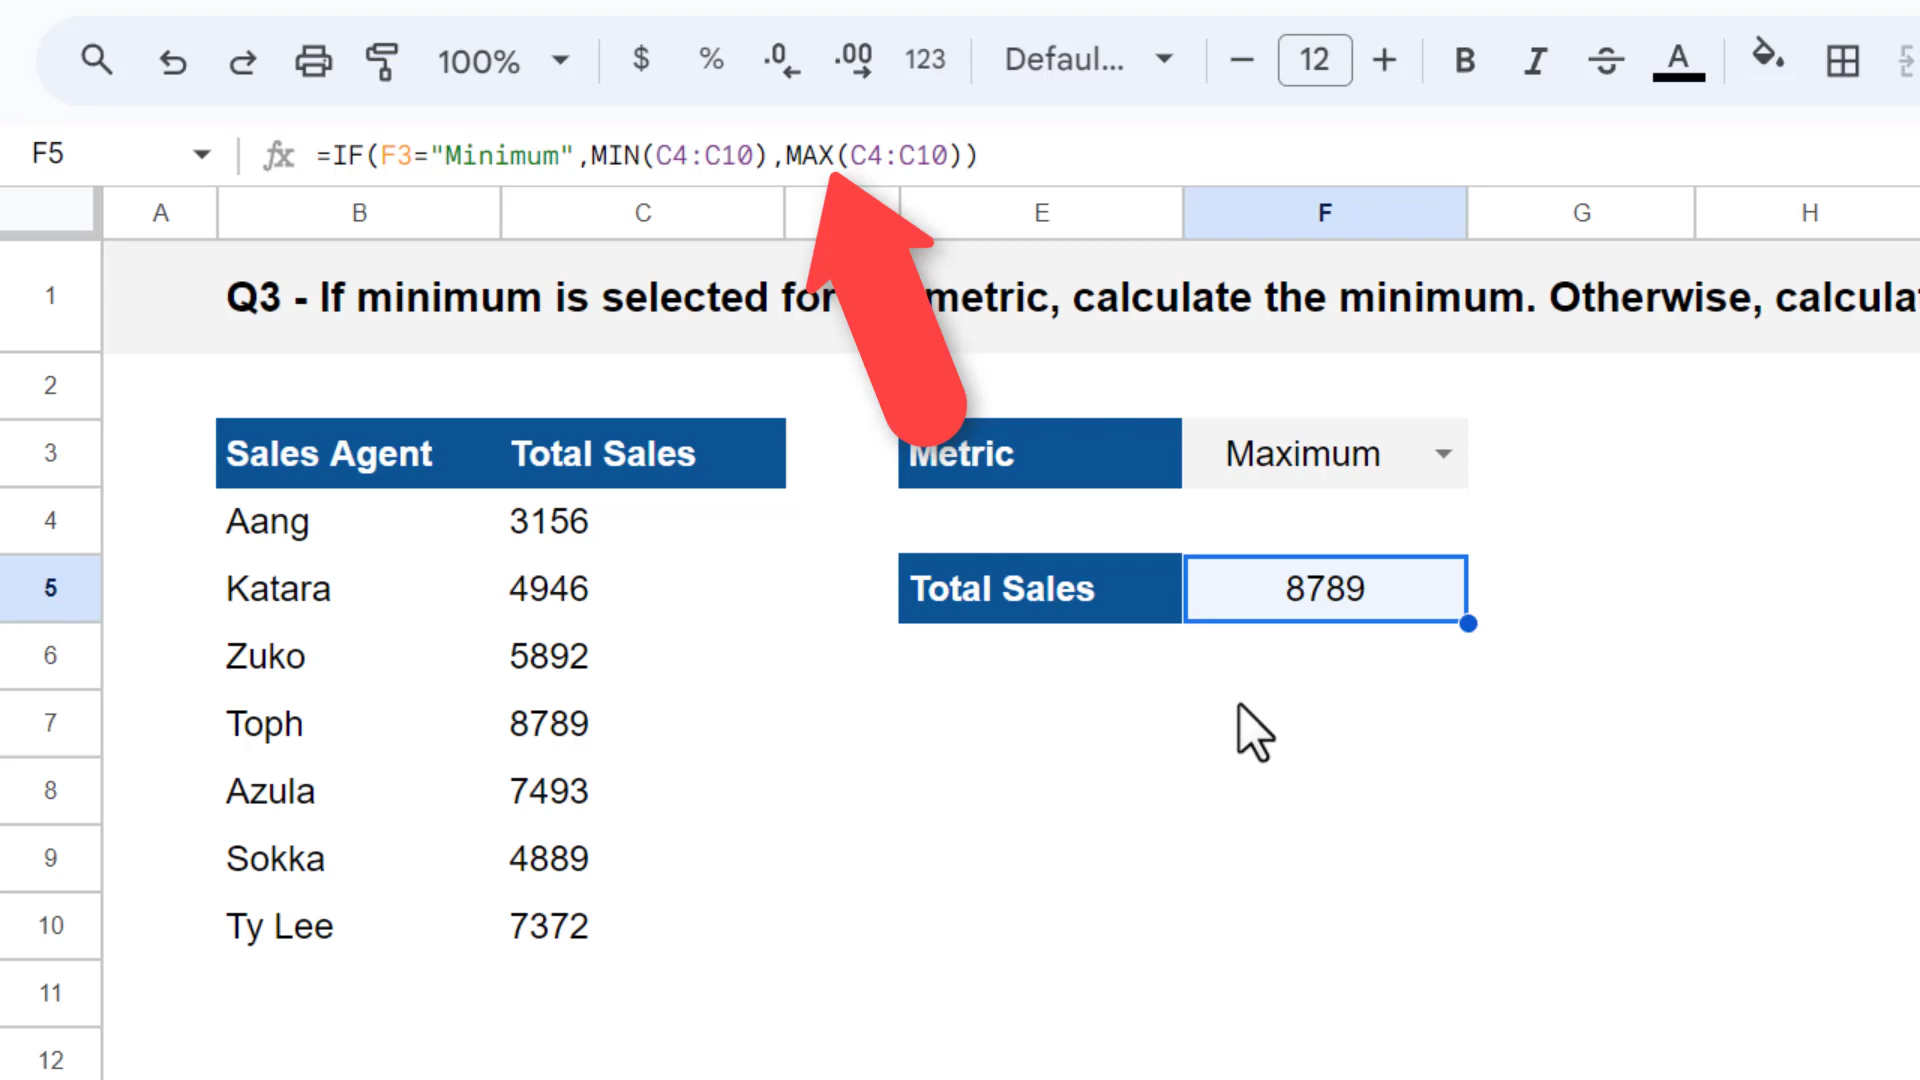 100% $ % .0 .00 123 Defaul... 12 B I A
F5 fx =IF(F3="Minimum",MIN(C4:C10),MAX(C4:C10))
A B C E F G H
1 Q3 - If minimum is selected for metric, calculate the minimum. Otherwise, calcula
2
3 Sales Agent Total Sales Metric Maximum
4 Aang 3156
5 Katara 4946 Total Sales 8789
6 Zuko 5892
7 Toph 8789
8 Azula 7493
9 Sokka 4889
10 Ty Lee 7372
11
12